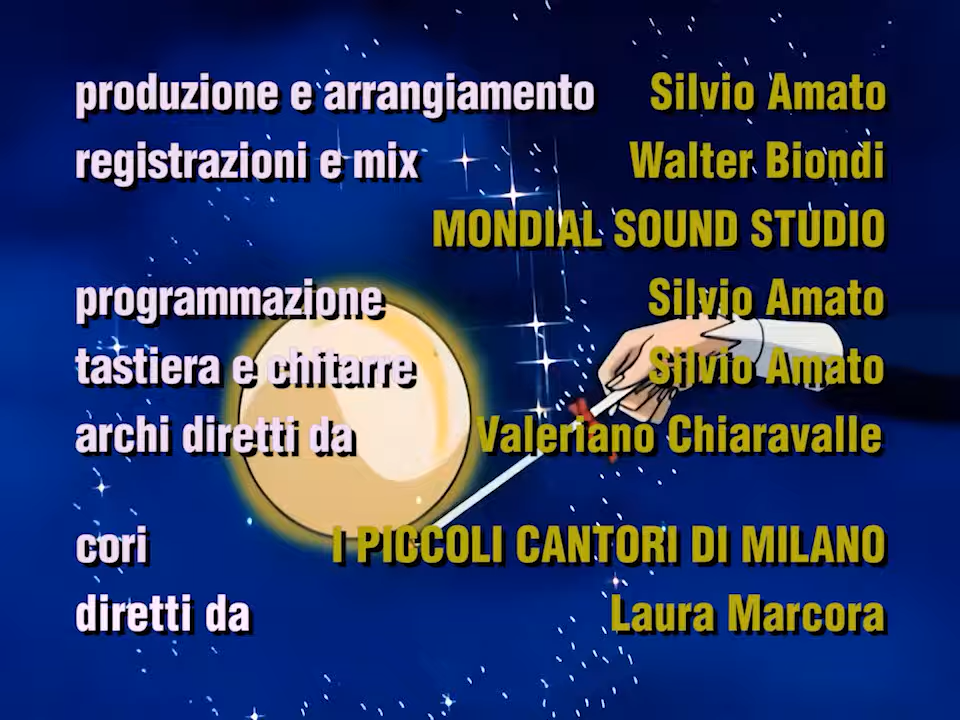 produzione e arrangiamento Silvio Amato
registrazioni e mix Walter Biondi
MONDIAL SOUND STUDIO
programmazione Silvio Amato
tastiera e chitarre Silvio Amato
archi diretti da Valeriano Chiaravalle
cori I PICCOLI CANTORI DI MILANO
diretti da Laura Marcora